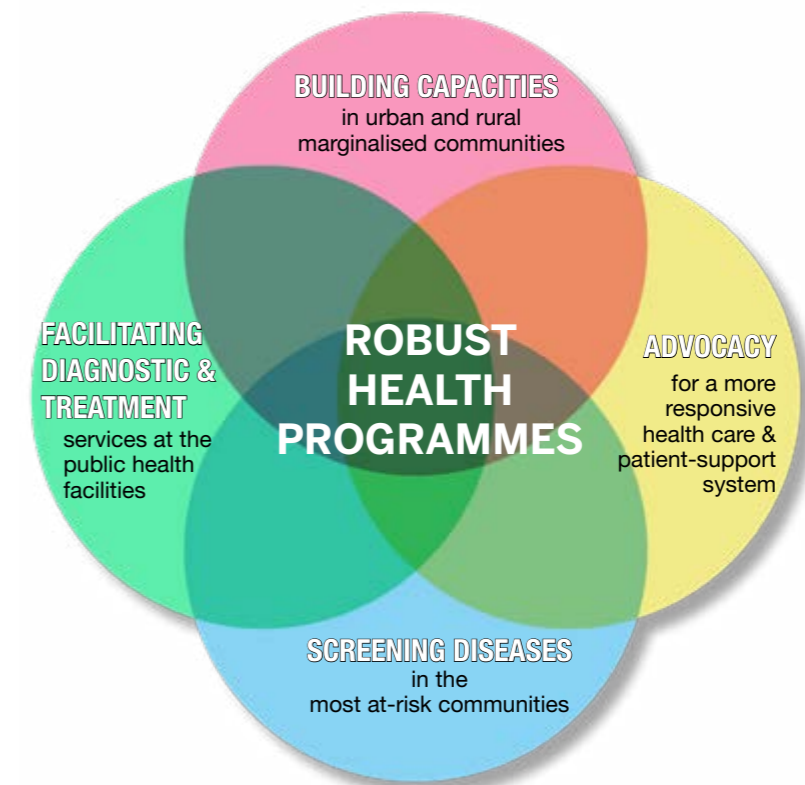 BUILDING CAPACITIES
in urban and rural
marginalised communities
FACILITATING
DIAGNOSTIC &
TREATMENT
services at the
public health
facilities
ROBUST
HEALTH
PROGRAMMES
ADVOCACY
for a more
responsive
health care &
patient-support
system
SCREENING DISEASES
in the
most at-risk communities